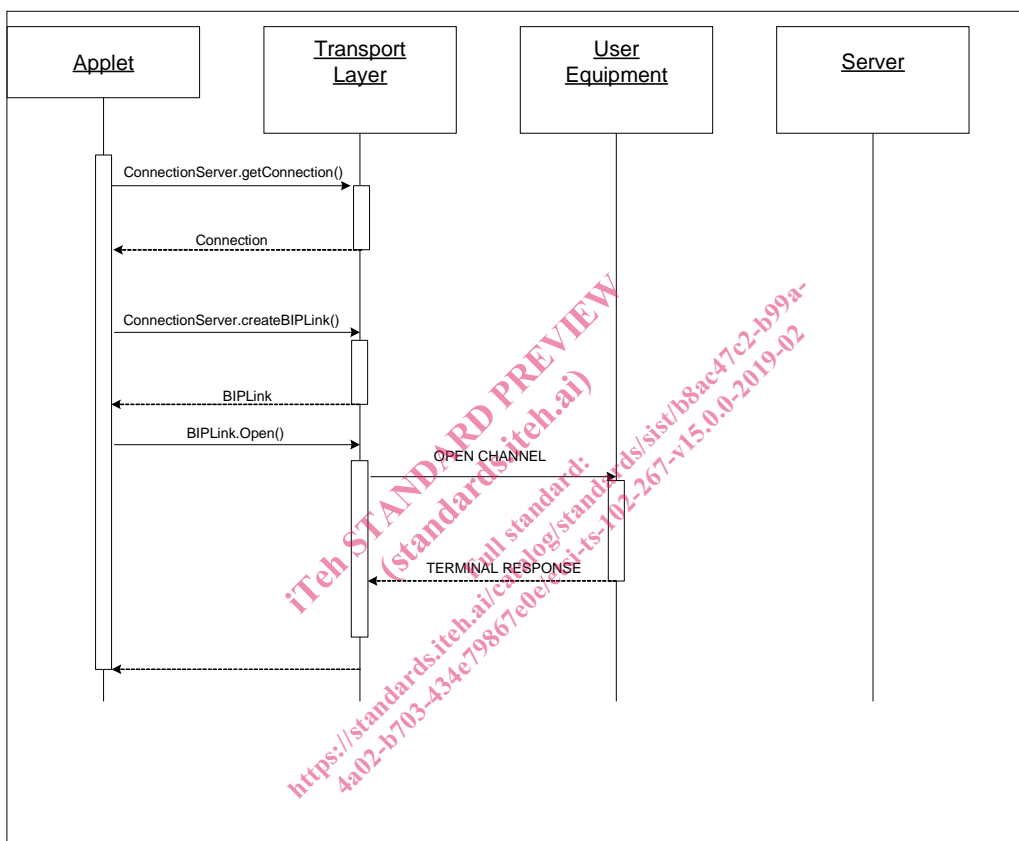 Applet
Transport
Layer
User
Equipment
Server
ConnectionServer.getConnection()
Connection
ConnectionServer.createBIPLink()
BIPLink
BIPLink.Open()
OPEN CHANNEL
TERMINAL RESPONSE
iTeh STANDARD PREVIEW
(standards.iteh.ai)
Full standard:
https://standards.iteh.ai/catalog/standards/sist/b8ac47c2-b99a-
4a02-b703-434e79867e0e/etsi-ts-102-267-v15.0.0-2019-02